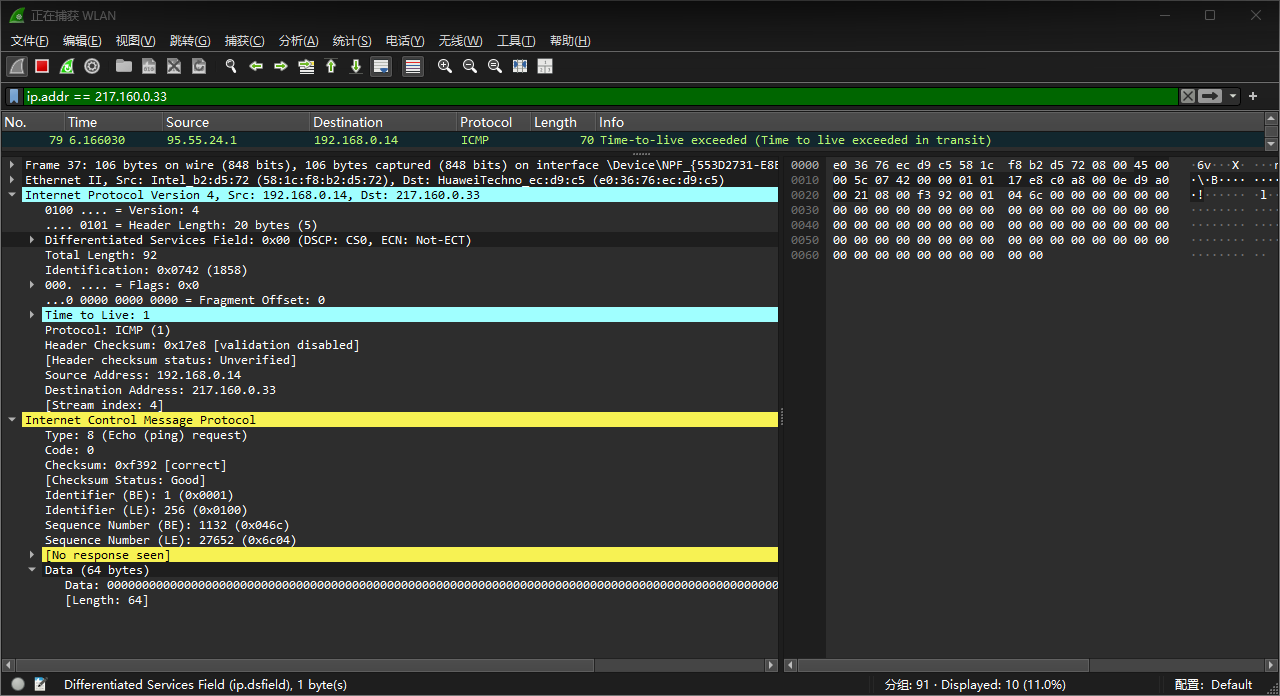 正在捕获 WLAN
文件(F) 编辑(E) 视图(V) 跳转(G) 捕获(C) 分析(A) 统计(S) 电话(Y) 无线(W) 工具(T) 帮助(H)
ip.addr == 217.160.0.33
No. Time Source Destination Protocol Length Info
79 6.166030 95.55.24.1 192.168.0.14 ICMP 70 Time-to-live exceeded (Time to live exceeded in transit)
Frame 37: 106 bytes on wire (848 bits), 106 bytes captured (848 bits) on interface \Device\NPF_{553D2731-E8E
Ethernet II, Src: Intel_b2:d5:72 (58:1c:f8:b2:d5:72), Dst: HuaweiTechno_ec:d9:c5 (e0:36:76:ec:d9:c5)
Internet Protocol Version 4, Src: 192.168.0.14, Dst: 217.160.0.33
0100 .... = Version: 4
.... 0101 = Header Length: 20 bytes (5)
Differentiated Services Field: 0x00 (DSCP: CS0, ECN: Not-ECT)
Total Length: 92
Identification: 0x0742 (1858)
000. .... = Flags: 0x0
...0 0000 0000 0000 = Fragment Offset: 0
Time to Live: 1
Protocol: ICMP (1)
Header Checksum: 0x17e8 [validation disabled]
[Header checksum status: Unverified]
Source Address: 192.168.0.14
Destination Address: 217.160.0.33
[Stream index: 4]
Internet Control Message Protocol
Type: 8 (Echo (ping) request)
Code: 0
Checksum: 0xf392 [correct]
[Checksum Status: Good]
Identifier (BE): 1 (0x0001)
Identifier (LE): 256 (0x0100)
Sequence Number (BE): 1132 (0x046c)
Sequence Number (LE): 27652 (0x6c04)
[No response seen]
Data (64 bytes)
Data: 000000000000000000000000000000000000000000000000000000000000000000000000000000000000000000000000
[Length: 64]
0000 e0 36 76 ec d9 c5 58 1c f8 b2 d5 72 08 00 45 00 ·6v···X· ···r
0010 00 5c 07 42 00 00 01 01 17 e8 c0 a8 00 0e d9 a0 ·\·B···· ····
0020 00 21 08 00 f3 92 00 01 04 6c 00 00 00 00 00 00 ·!······ ·l··
0030 00 00 00 00 00 00 00 00 00 00 00 00 00 00 00 00 ········ ····
0040 00 00 00 00 00 00 00 00 00 00 00 00 00 00 00 00 ········ ····
0050 00 00 00 00 00 00 00 00 00 00 00 00 00 00 00 00 ········ ····
0060 00 00 00 00 00 00 00 00 00 00 ········ ··
Differentiated Services Field (ip.dsfield), 1 byte(s) 分组: 91 · Displayed: 10 (11.0%) 配置: Default